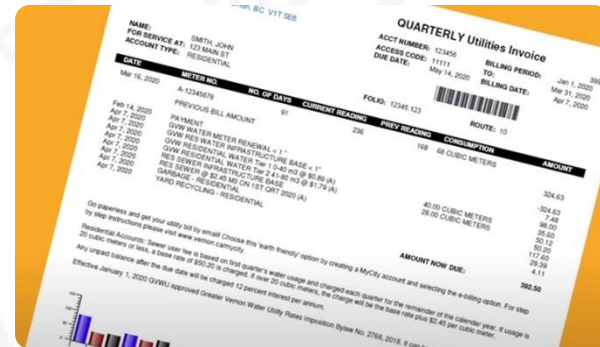 BC V1T 5E6
QUARTERLY Utilities Invoice
NAME: SMITH, JOHN
FOR SERVICE AT: 123 MAIN ST
ACCOUNT TYPE: RESIDENTIAL
ACCT NUMBER: 123456
ACCESS CODE: 11111
DUE DATE: May 14, 2020
BILLING PERIOD: Jan 1, 2020
TO: Mar 31, 2020
BILLING DATE: Apr 7, 2020
FOLIO: 12345.123
ROUTE: 10
DATE METER NO. NO. OF DAYS CURRENT READING PREV READING CONSUMPTION AMOUNT
Mar 16, 2020 A-12345678 91 236 168 68 CUBIC METERS
PREVIOUS BILL AMOUNT 324.63
Feb 14, 2020 PAYMENT -324.63
Apr 7, 2020 GVW WATER METER RENEWAL < 1" 7.48
Apr 7, 2020 GVW RES WATER INFRASTRUCTURE BASE < 1" 98.00
Apr 7, 2020 GVW RESIDENTIAL WATER Tier 1 0-40 m3 @ $0.89 (A) 40.00 CUBIC METERS 35.60
Apr 7, 2020 GVW RESIDENTIAL WATER Tier 2 41-80 m3 @ $1.79 (A) 28.00 CUBIC METERS 50.12
Apr 7, 2020 RES SEWER INFRASTRUCTURE BASE 50.20
Apr 7, 2020 RES SEWER @ $2.45 M3 ON 1ST QRT 2020 (A) 117.60
Apr 7, 2020 GARBAGE - RESIDENTIAL 29.39
Apr 7, 2020 YARD RECYCLING - RESIDENTIAL 4.11
AMOUNT NOW DUE: 392.50
Go paperless and get your utility bill by email! Choose this 'earth friendly' option by creating a MyCity account and selecting the e-billing option. For step
by step instructions please visit www.vernon.ca/mycity.
Residential Accounts: Sewer user fee is based on first quarter's water usage and charged each quarter for the remainder of the calendar year. If usage is
20 cubic meters or less, a base rate of $50.20 is charged. If over 20 cubic meters, the charge will be the base rate plus $2.45 per cubic meter.
Any unpaid balance after the due date will be charged 12 percent interest per annum.
Effective January 1, 2020 GVWU approved Greater Vernon Water Utility Rates Imposition Bylaw No. 2768, 2018. It can